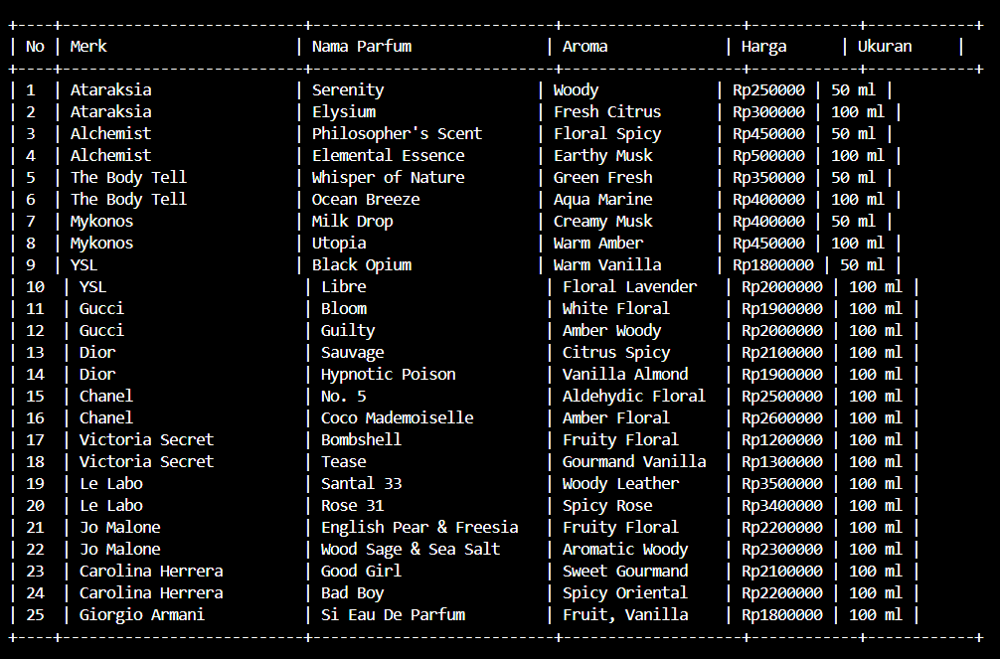 +----+---------------------------+---------------------------+--------------------+------------+------------+
| No | Merk                      | Nama Parfum               | Aroma             | Harga      | Ukuran     |
+----+---------------------------+---------------------------+--------------------+------------+------------+
| 1  | Ataraksia                | Serenity                 | Woody             | Rp250000 | 50 ml |
| 2  | Ataraksia                | Elysium                  | Fresh Citrus      | Rp300000 | 100 ml |
| 3  | Alchemist                | Philosopher's Scent      | Floral Spicy      | Rp450000 | 50 ml |
| 4  | Alchemist                | Elemental Essence        | Earthy Musk       | Rp500000 | 100 ml |
| 5  | The Body Tell            | Whisper of Nature        | Green Fresh       | Rp350000 | 50 ml |
| 6  | The Body Tell            | Ocean Breeze             | Aqua Marine       | Rp400000 | 100 ml |
| 7  | Mykonos                  | Milk Drop                | Creamy Musk       | Rp400000 | 50 ml |
| 8  | Mykonos                  | Utopia                   | Warm Amber        | Rp450000 | 100 ml |
| 9  | YSL                      | Black Opium              | Warm Vanilla      | Rp1800000 | 50 ml |
| 10  | YSL                      | Libre                    | Floral Lavender   | Rp2000000 | 100 ml |
| 11  | Gucci                    | Bloom                    | White Floral      | Rp1900000 | 100 ml |
| 12  | Gucci                    | Guilty                   | Amber Woody       | Rp2000000 | 100 ml |
| 13  | Dior                     | Sauvage                  | Citrus Spicy      | Rp2100000 | 100 ml |
| 14  | Dior                     | Hypnotic Poison          | Vanilla Almond    | Rp1900000 | 100 ml |
| 15  | Chanel                   | No. 5                    | Aldehydic Floral  | Rp2500000 | 100 ml |
| 16  | Chanel                   | Coco Mademoiselle        | Amber Floral      | Rp2600000 | 100 ml |
| 17  | Victoria Secret          | Bombshell                | Fruity Floral     | Rp1200000 | 100 ml |
| 18  | Victoria Secret          | Tease                    | Gourmand Vanilla  | Rp1300000 | 100 ml |
| 19  | Le Labo                  | Santal 33                | Woody Leather     | Rp3500000 | 100 ml |
| 20  | Le Labo                  | Rose 31                  | Spicy Rose        | Rp3400000 | 100 ml |
| 21  | Jo Malone                | English Pear & Freesia   | Fruity Floral     | Rp2200000 | 100 ml |
| 22  | Jo Malone                | Wood Sage & Sea Salt     | Aromatic Woody    | Rp2300000 | 100 ml |
| 23  | Carolina Herrera         | Good Girl                | Sweet Gourmand    | Rp2100000 | 100 ml |
| 24  | Carolina Herrera         | Bad Boy                  | Spicy Oriental    | Rp2200000 | 100 ml |
| 25  | Giorgio Armani           | Si Eau De Parfum         | Fruit, Vanilla    | Rp1800000 | 100 ml |
+----+---------------------------+---------------------------+--------------------+------------+------------+